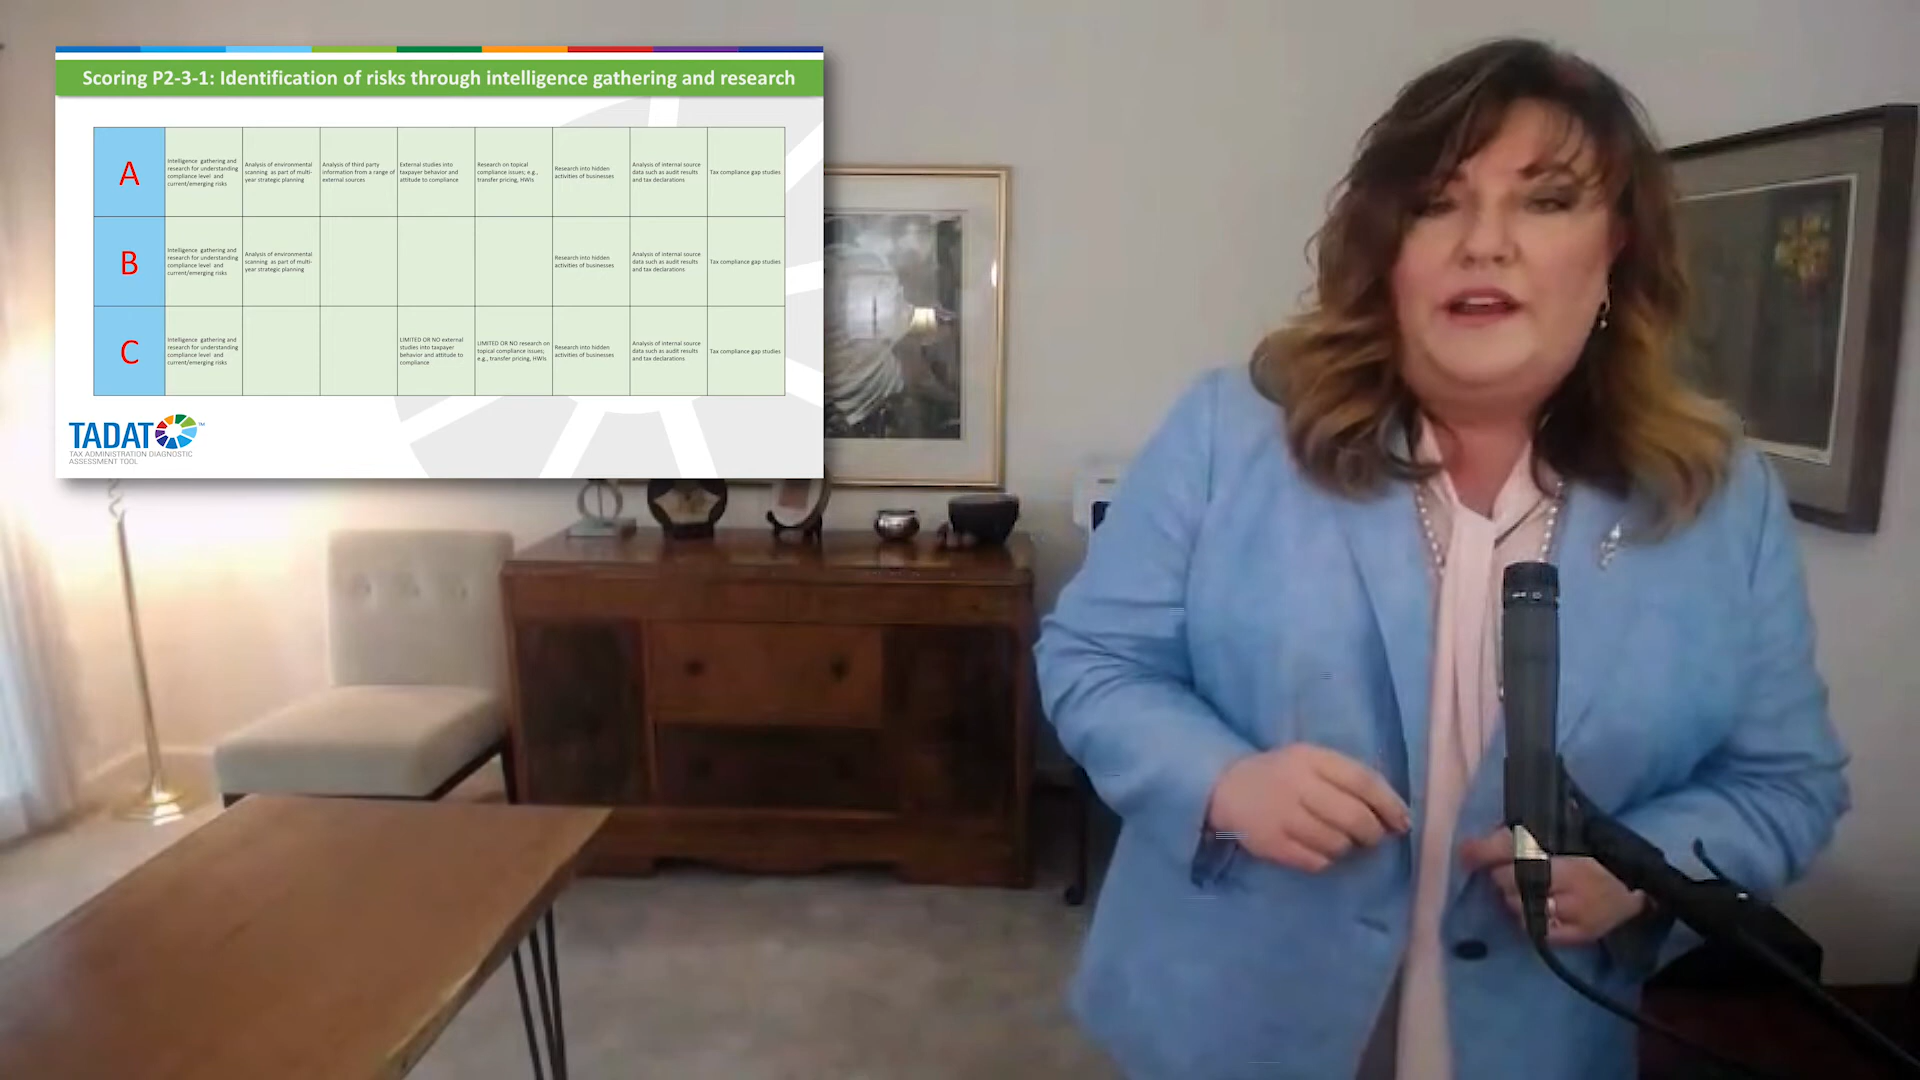 Scoring P2-3-1: Identification of risks through intelligence gathering and research
A
Intelligence gathering and
research for understanding
compliance level and
current/emerging risks
Analysis of environmental
scanning as part of multi-
year strategic planning
Analysis of third party
information from a range of
external sources
External studies into
taxpayer behavior and
attitude to compliance
Research on topical
compliance issues; e.g.,
transfer pricing, HWIs
Research into hidden
activities of businesses
Analysis of internal source
data such as audit results
and tax declarations
Tax compliance gap studies
B
Intelligence gathering and
research for understanding
compliance level and
current/emerging risks
Analysis of environmental
scanning as part of multi-
year strategic planning
Research into hidden
activities of businesses
Analysis of internal source
data such as audit results
and tax declarations
Tax compliance gap studies
C
Intelligence gathering and
research for understanding
compliance level and
current/emerging risks
LIMITED OR NO external
studies into taxpayer
behavior and attitude to
compliance
LIMITED OR NO research on
topical compliance issues;
e.g., transfer pricing, HWIs
Research into hidden
activities of businesses
Analysis of internal source
data such as audit results
and tax declarations
Tax compliance gap studies
TADAT TM
TAX ADMINISTRATION DIAGNOSTIC
ASSESSMENT TOOL